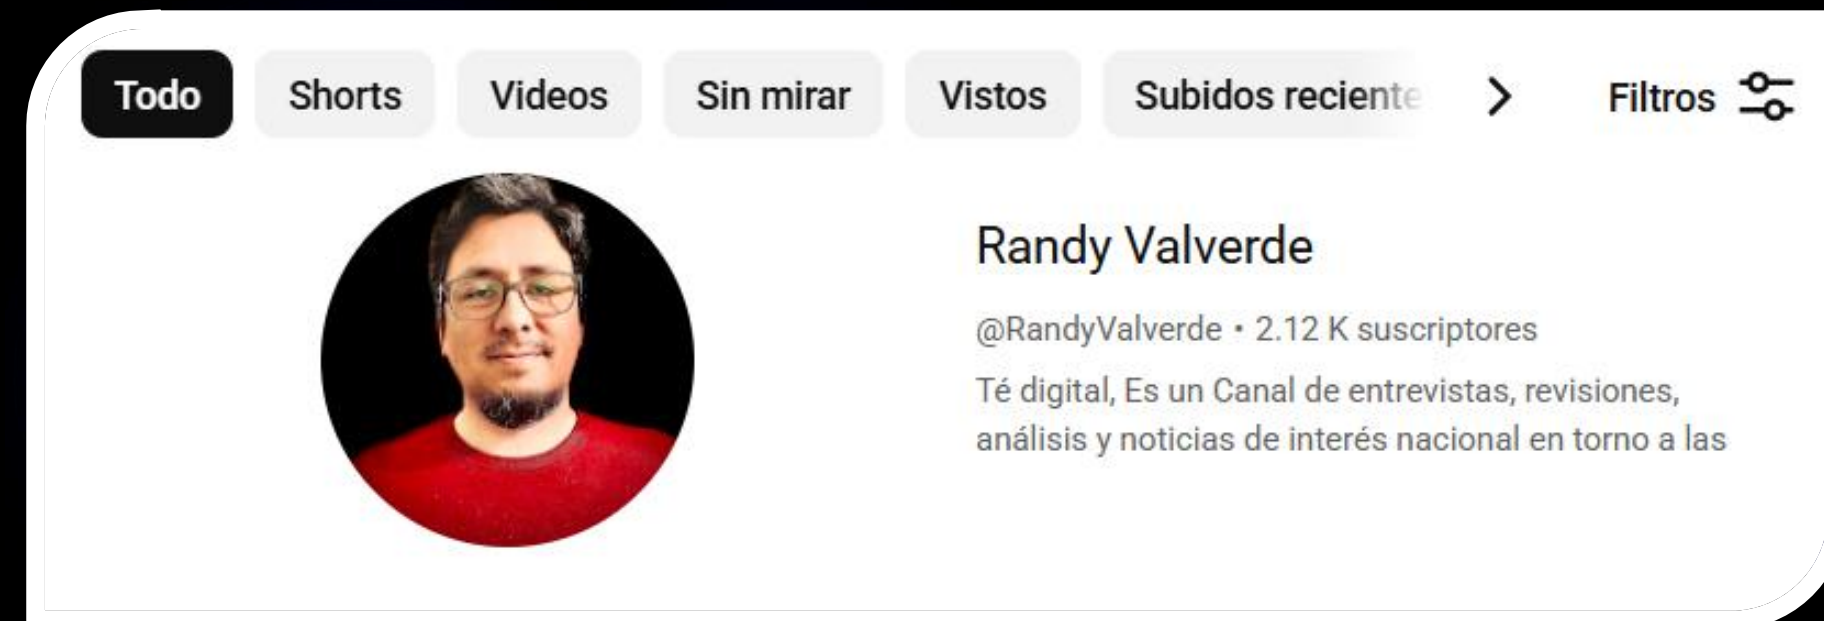 Todo Shorts Videos Sin mirar Vistos Subidos reciente Filtros
Randy Valverde
@RandyValverde • 2.12 K suscriptores
Té digital, Es un Canal de entrevistas, revisiones,
análisis y noticias de interés nacional en torno a las